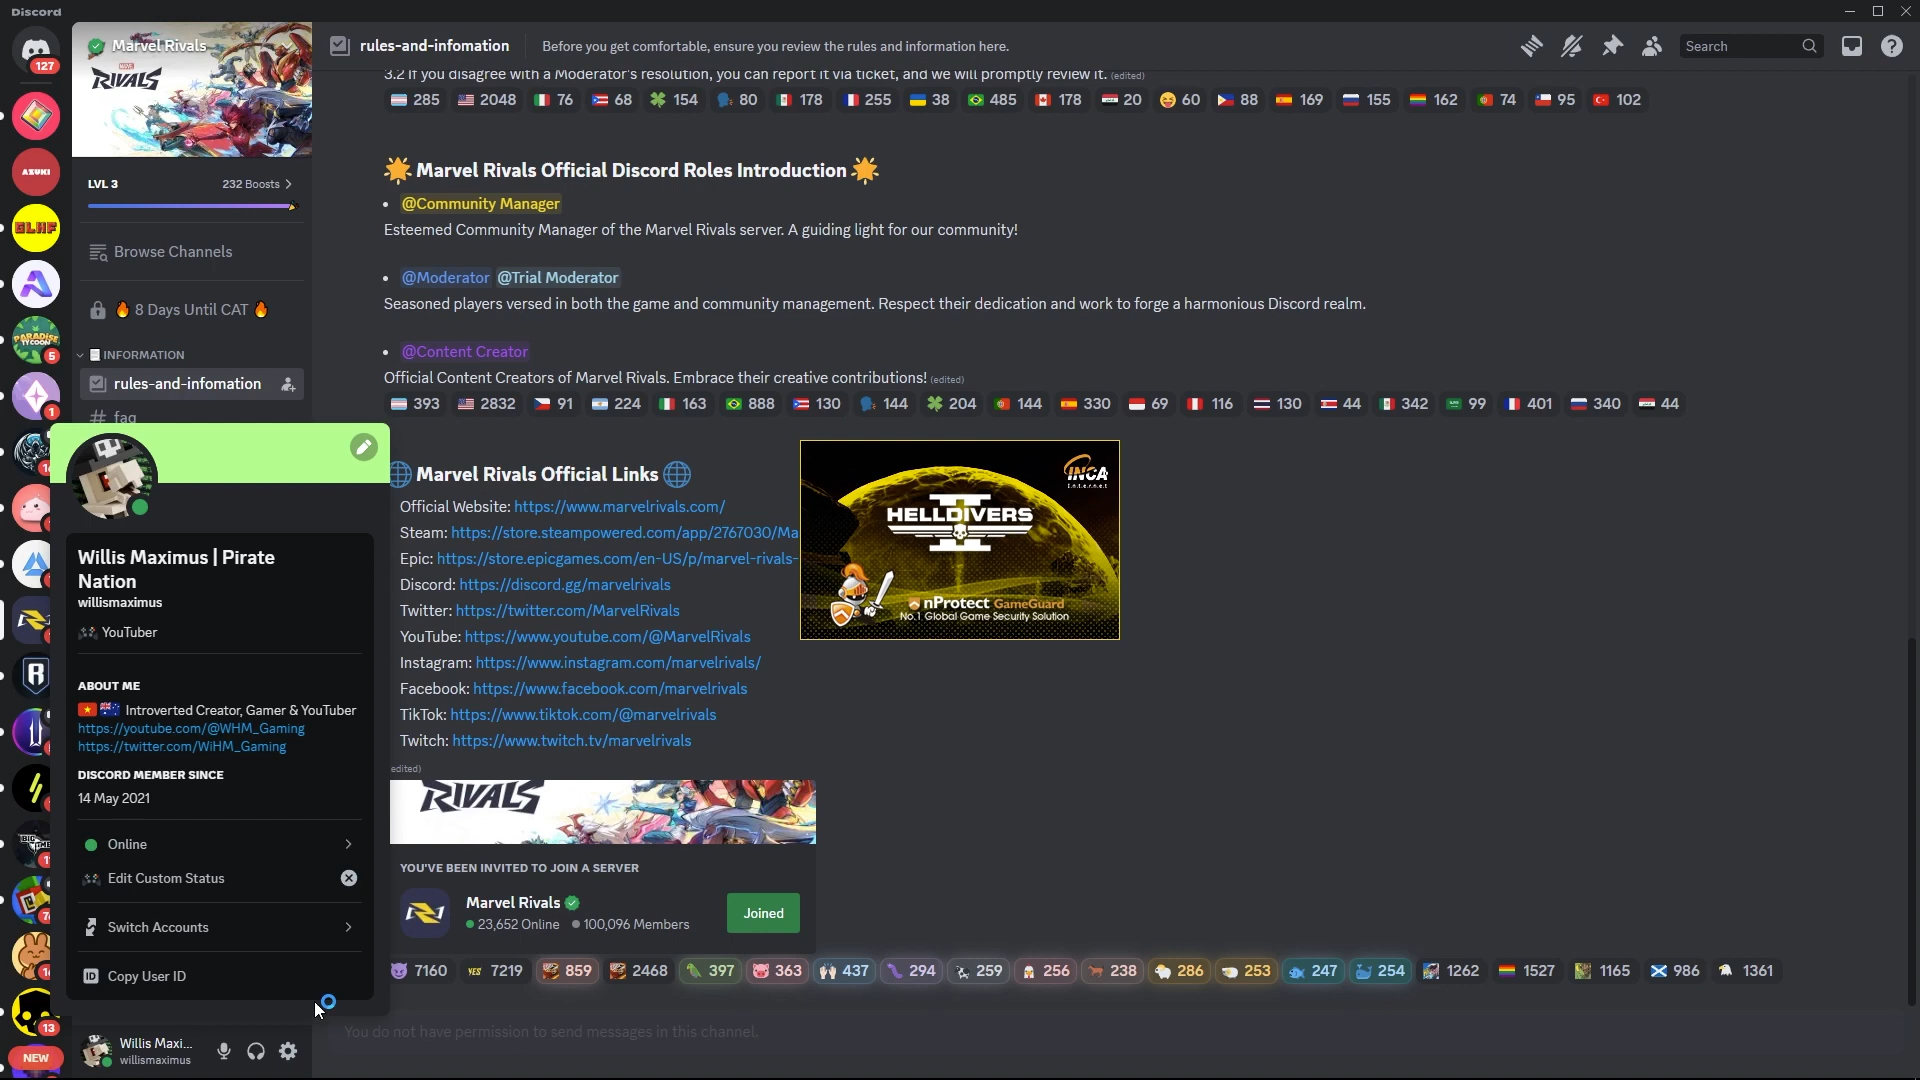 Discord
127
Marvel Rivals
MARVEL
RIVALS
LVL 3
232 Boosts
Browse Channels
🔥 8 Days Until CAT 🔥
INFORMATION
rules-and-infomation
faq
AZUKI
GLHF
PARADISE
TYCOON
5
1
13
NEW
rules-and-infomation
Before you get comfortable, ensure you review the rules and information here.
Search
3.2 If you disagree with a Moderator's resolution, you can report it via ticket, and we will promptly review it. (edited)
285 2048 76 68 154 80 178 255 38 485 178 20 60 88 169 155 162 74 95 102
🌟 Marvel Rivals Official Discord Roles Introduction 🌟
• @Community Manager
Esteemed Community Manager of the Marvel Rivals server. A guiding light for our community!
• @Moderator @Trial Moderator
Seasoned players versed in both the game and community management. Respect their dedication and work to forge a harmonious Discord realm.
• @Content Creator
Official Content Creators of Marvel Rivals. Embrace their creative contributions! (edited)
393 2832 91 224 163 888 130 144 204 144 330 69 116 130 44 342 99 401 340 44
🌐 Marvel Rivals Official Links 🌐
Official Website: https://www.marvelrivals.com/
Steam: https://store.steampowered.com/app/2767030/Ma
Epic: https://store.epicgames.com/en-US/p/marvel-rivals-
Discord: https://discord.gg/marvelrivals
Twitter: https://twitter.com/MarvelRivals
YouTube: https://www.youtube.com/@MarvelRivals
Instagram: https://www.instagram.com/marvelrivals/
Facebook: https://www.facebook.com/marvelrivals
TikTok: https://www.tiktok.com/@marvelrivals
Twitch: https://www.twitch.tv/marvelrivals
edited)
INCA
Internet
HELLDIVERS
nProtect GameGuard
No.1 Global Game Security Solution
RIVALS
YOU'VE BEEN INVITED TO JOIN A SERVER
Marvel Rivals
23,652 Online
100,096 Members
Joined
7160 YES 7219 859 2468 397 363 437 294 259 256 238 286 253 247 254 1262 1527 1165 986 1361
You do not have permission to send messages in this channel.
Willis Maximus | Pirate
Nation
willismaximus
YouTuber
ABOUT ME
Introverted Creator, Gamer & YouTuber
https://youtube.com/@WHM_Gaming
https://twitter.com/WiHM_Gaming
DISCORD MEMBER SINCE
14 May 2021
Online
Edit Custom Status
Switch Accounts
ID Copy User ID
Willis Maxi...
willismaximus